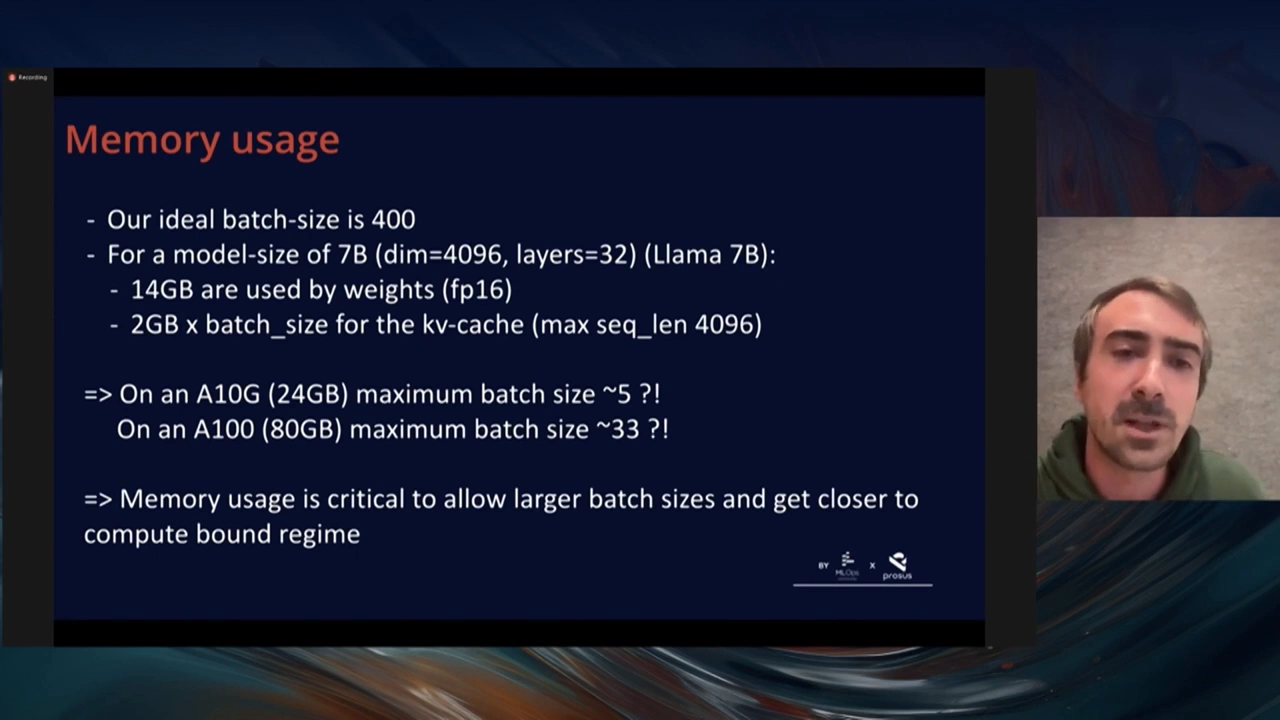 Recording
Memory usage
- Our ideal batch-size is 400
- For a model-size of 7B (dim=4096, layers=32) (Llama 7B):
- 14GB are used by weights (fp16)
- 2GB x batch_size for the kv-cache (max seq_len 4096)
=> On an A10G (24GB) maximum batch size ~5 ?!
On an A100 (80GB) maximum batch size ~33 ?!
=> Memory usage is critical to allow larger batch sizes and get closer to
compute bound regime
BY MLOps x prosus